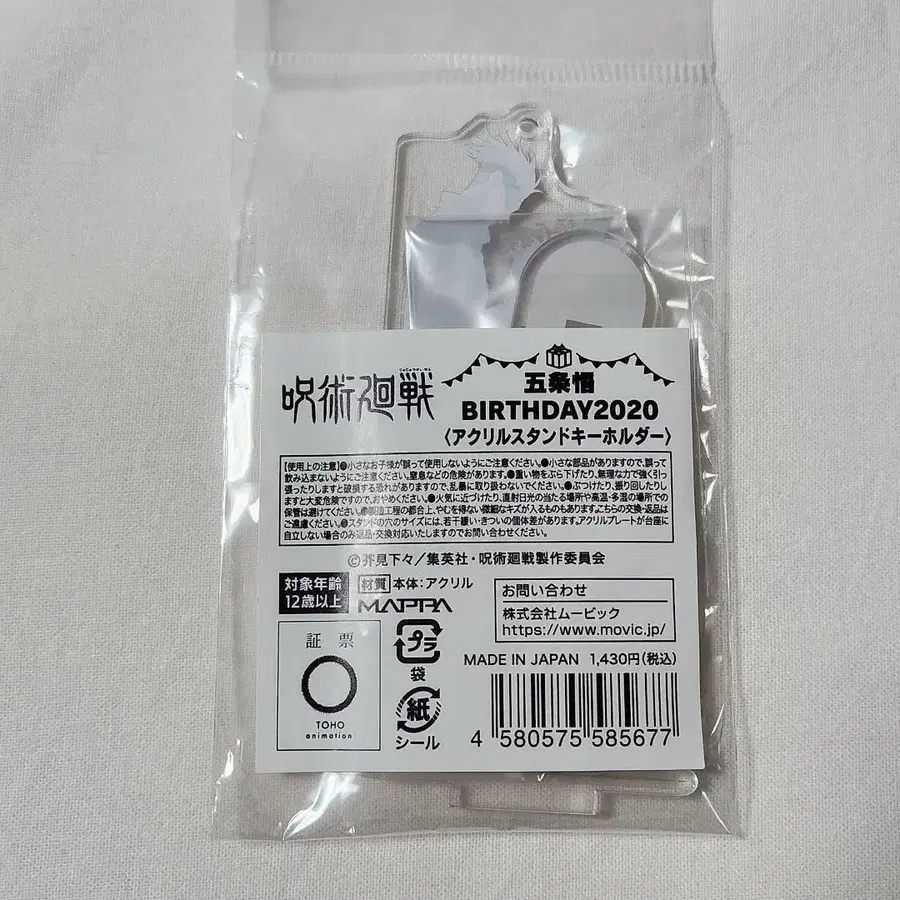 呪術廻戦
じゅじゅつかいせん
五条悟
BIRTHDAY2020
〈アクリルスタンドキーホルダー〉
【使用上の注意】●小さなお子様が誤って使用しないようにご注意ください。●小さな部品がありますので、誤って
飲み込まないようにご注意ください。窒息などの危険があります。●重い物をぶら下げたり、無理な力で強く引っ
張ったりしますと破損する恐れがありますので、乱暴に取り扱わないでください。●ぶつけたり、振り回したりし
ますと大変危険ですので、おやめください。●火気に近づけたり、直射日光の当たる場所や高温・多湿の場所での
保管は避けてください。●製造工程の都合上、やむを得ない微細なキズが入るものもあります。こちらの交換・返品は
ご遠慮ください。●スタンドの穴のサイズには、若干緩い・きついの個体差があります。アクリルプレートが台座に
自立しない場合のみ返品・交換対応いたしますのでお問い合わせください。
©芥見下々/集英社・呪術廻戦製作委員会
対象年齢
12歳以上
材質 本体:アクリル
MAPPA
お問い合わせ
株式会社ムービック
https://www.movic.jp/
証票
TOHO
animation
プラ
袋
紙
シール
MADE IN JAPAN 1,430円(税込)
4 580575 585677